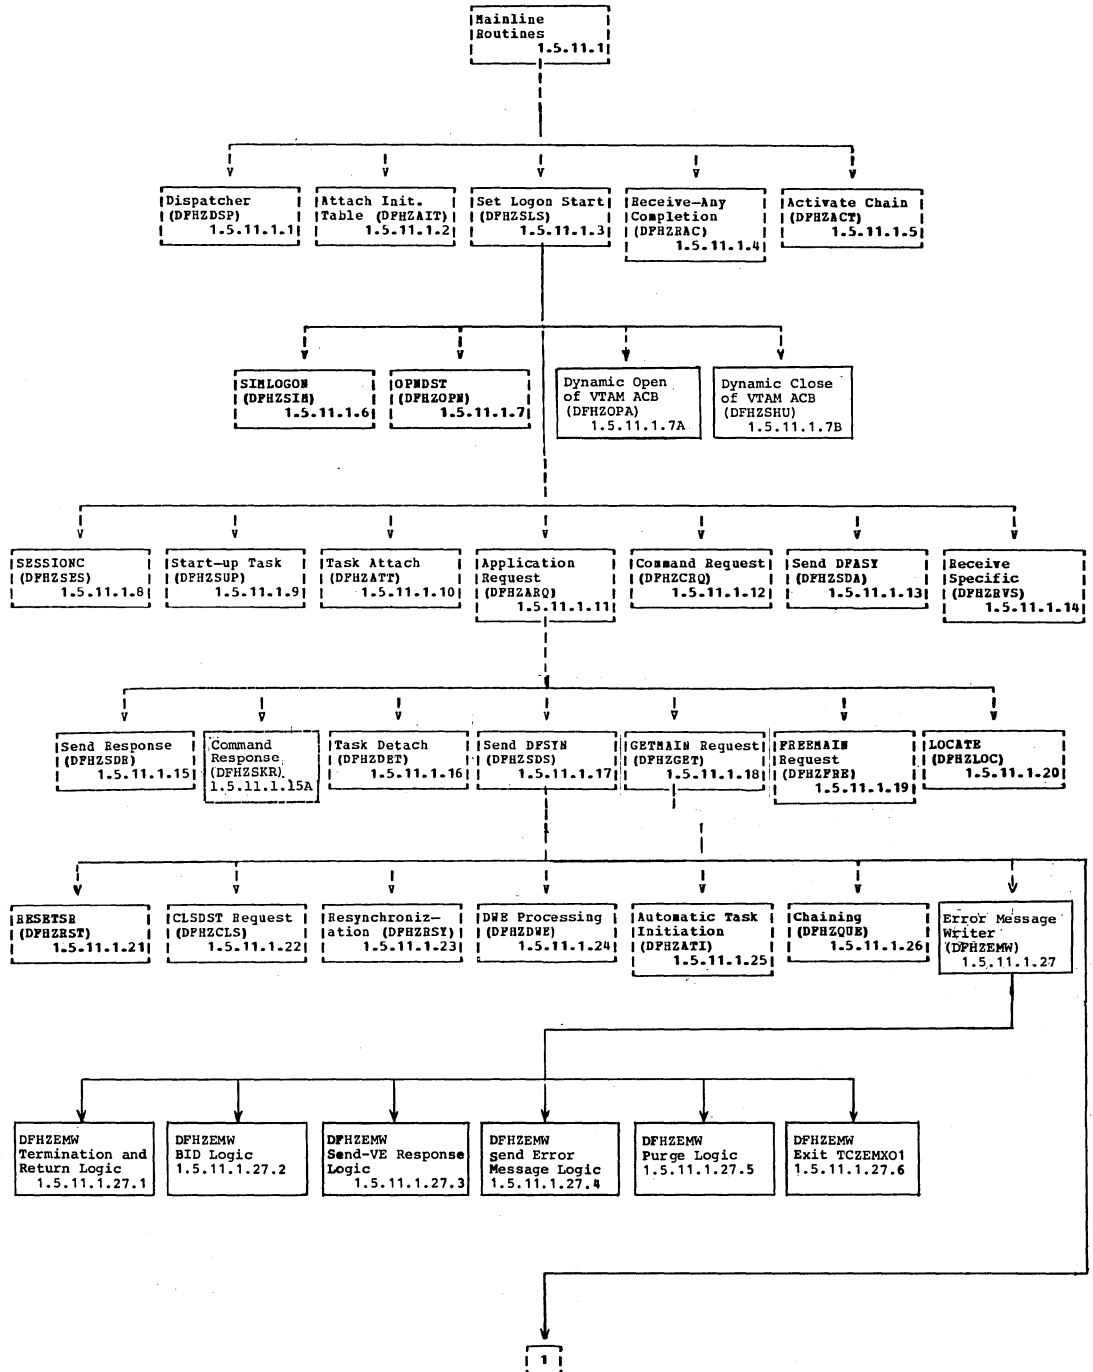 Mainline
Routines
1.5.11.1
Dispatcher
(DFHZDSP)
1.5.11.1.1
Attach Init.
Table (DFHZAIT)
1.5.11.1.2
Set Logon Start
(DFHZSLS)
1.5.11.1.3
Receive-Any
Completion
(DFHZRAC)
1.5.11.1.4
Activate Chain
(DFHZACT)
1.5.11.1.5
SIMLOGON
(DFHZSIM)
1.5.11.1.6
OPNDST
(DFHZOPN)
1.5.11.1.7
Dynamic Open
of VTAM ACB
(DFHZOPA)
1.5.11.1.7A
Dynamic Close
of VTAM ACB
(DFHZSHU)
1.5.11.1.7B
SESSIONC
(DFHZSES)
1.5.11.1.8
Start-up Task
(DFHZSUP)
1.5.11.1.9
Task Attach
(DFHZATT)
1.5.11.1.10
Application
Request
(DFHZARQ)
1.5.11.1.11
Command Request
(DFHZCRQ)
1.5.11.1.12
Send DFASY
(DFHZSDA)
1.5.11.1.13
Receive
Specific
(DFHZRVS)
1.5.11.1.14
Send Response
(DFHZSDR)
1.5.11.1.15
Command
Response
(DFHZSKR)
1.5.11.1.15A
Task Detach
(DFHZDET)
1.5.11.1.16
Send DFSYN
(DFHZSDS)
1.5.11.1.17
GETMAIN Request
(DFHZGET)
1.5.11.1.18
FREEMAIN
Request
(DFHZFRE)
1.5.11.1.19
LOCATE
(DFHZLOC)
1.5.11.1.20
RESETSR
(DFHZRST)
1.5.11.1.21
CLSDST Request
(DFHZCLS)
1.5.11.1.22
Resynchroniz-
ation (DFHZRSY)
1.5.11.1.23
DWE Processing
(DFHZDWE)
1.5.11.1.24
Automatic Task
Initiation
(DFHZATI)
1.5.11.1.25
Chaining
(DFHZQUE)
1.5.11.1.26
Error Message
Writer
(DFHZEMW)
1.5.11.1.27
DFHZEMW
Termination and
Return Logic
1.5.11.1.27.1
DFHZEMW
BID Logic
1.5.11.1.27.2
DFHZEMW
Send-VE Response
Logic
1.5.11.1.27.3
DFHZEMW
send Error
Message Logic
1.5.11.1.27.4
DFHZEMW
Purge Logic
1.5.11.1.27.5
DFHZEMW
Exit TCZEMXO1
1.5.11.1.27.6
1